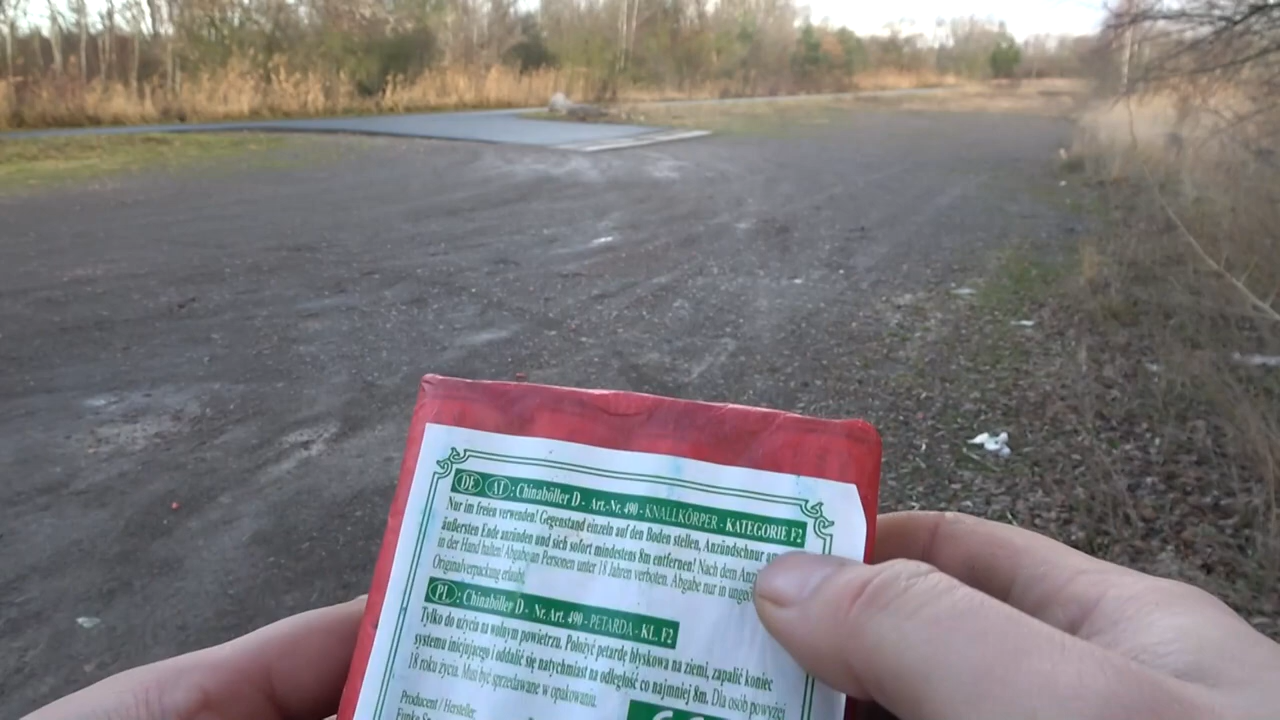 DE AT : Chinaböller D - Art.-Nr. 490 - KNALLKÖRPER - KATEGORIE F2
Nur im freien verwenden! Gegenstand einzeln auf den Boden stellen, Anzündschnur am
äußersten Ende anzünden und sich sofort mindestens 8m entfernen! Nach dem
in der Hand halten! Abgabe an Personen unter 18 Jahren verboten. Abgabe nur in
Originalverpackung erlaubt.
PL : Chinaböller D - Nr. Art. 490 - PETARDA - KL. F2
Tylko do użycia na wolnym powietrzu. Położyć petardę błyskowa na ziemi, zapalić koniec
systemu inicjującego i oddalić się natychmiast na odległość co najmniej 8m. Dla osób powyżej
18 roku życia. Musi być sprzedawane w opakowaniu.
Producent / Hersteller
Funke